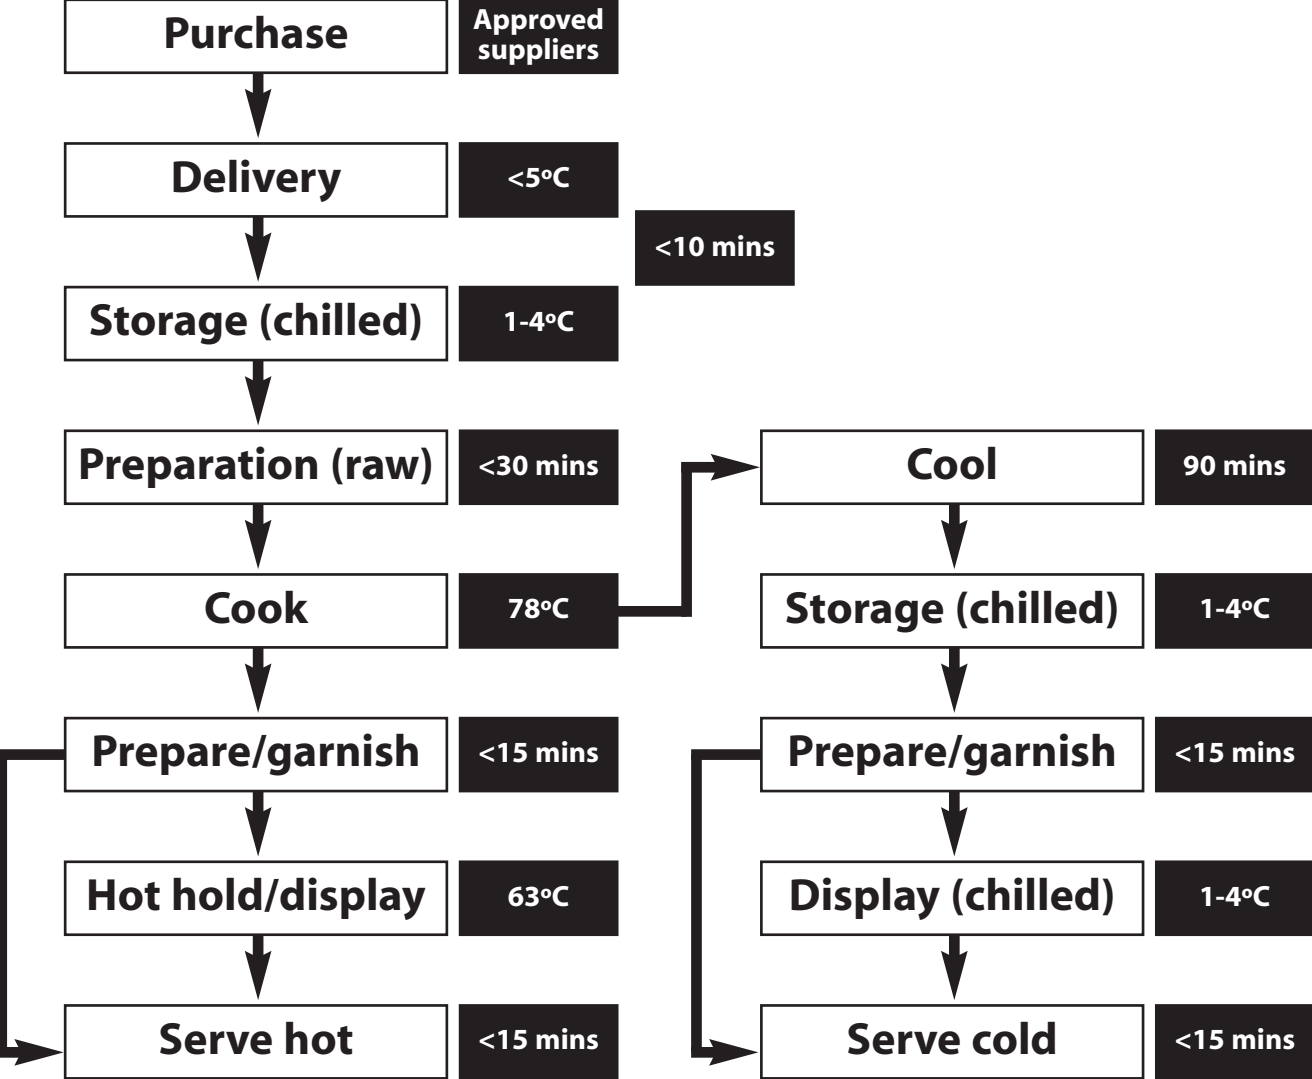 Purchase
Approved
suppliers
Delivery
<5ºC
<10 mins
Storage (chilled)
1-4ºC
Preparation (raw)
<30 mins
Cook
78ºC
Prepare/garnish
<15 mins
Hot hold/display
63ºC
Serve hot
<15 mins
Cool
90 mins
Storage (chilled)
1-4ºC
Prepare/garnish
<15 mins
Display (chilled)
1-4ºC
Serve cold
<15 mins